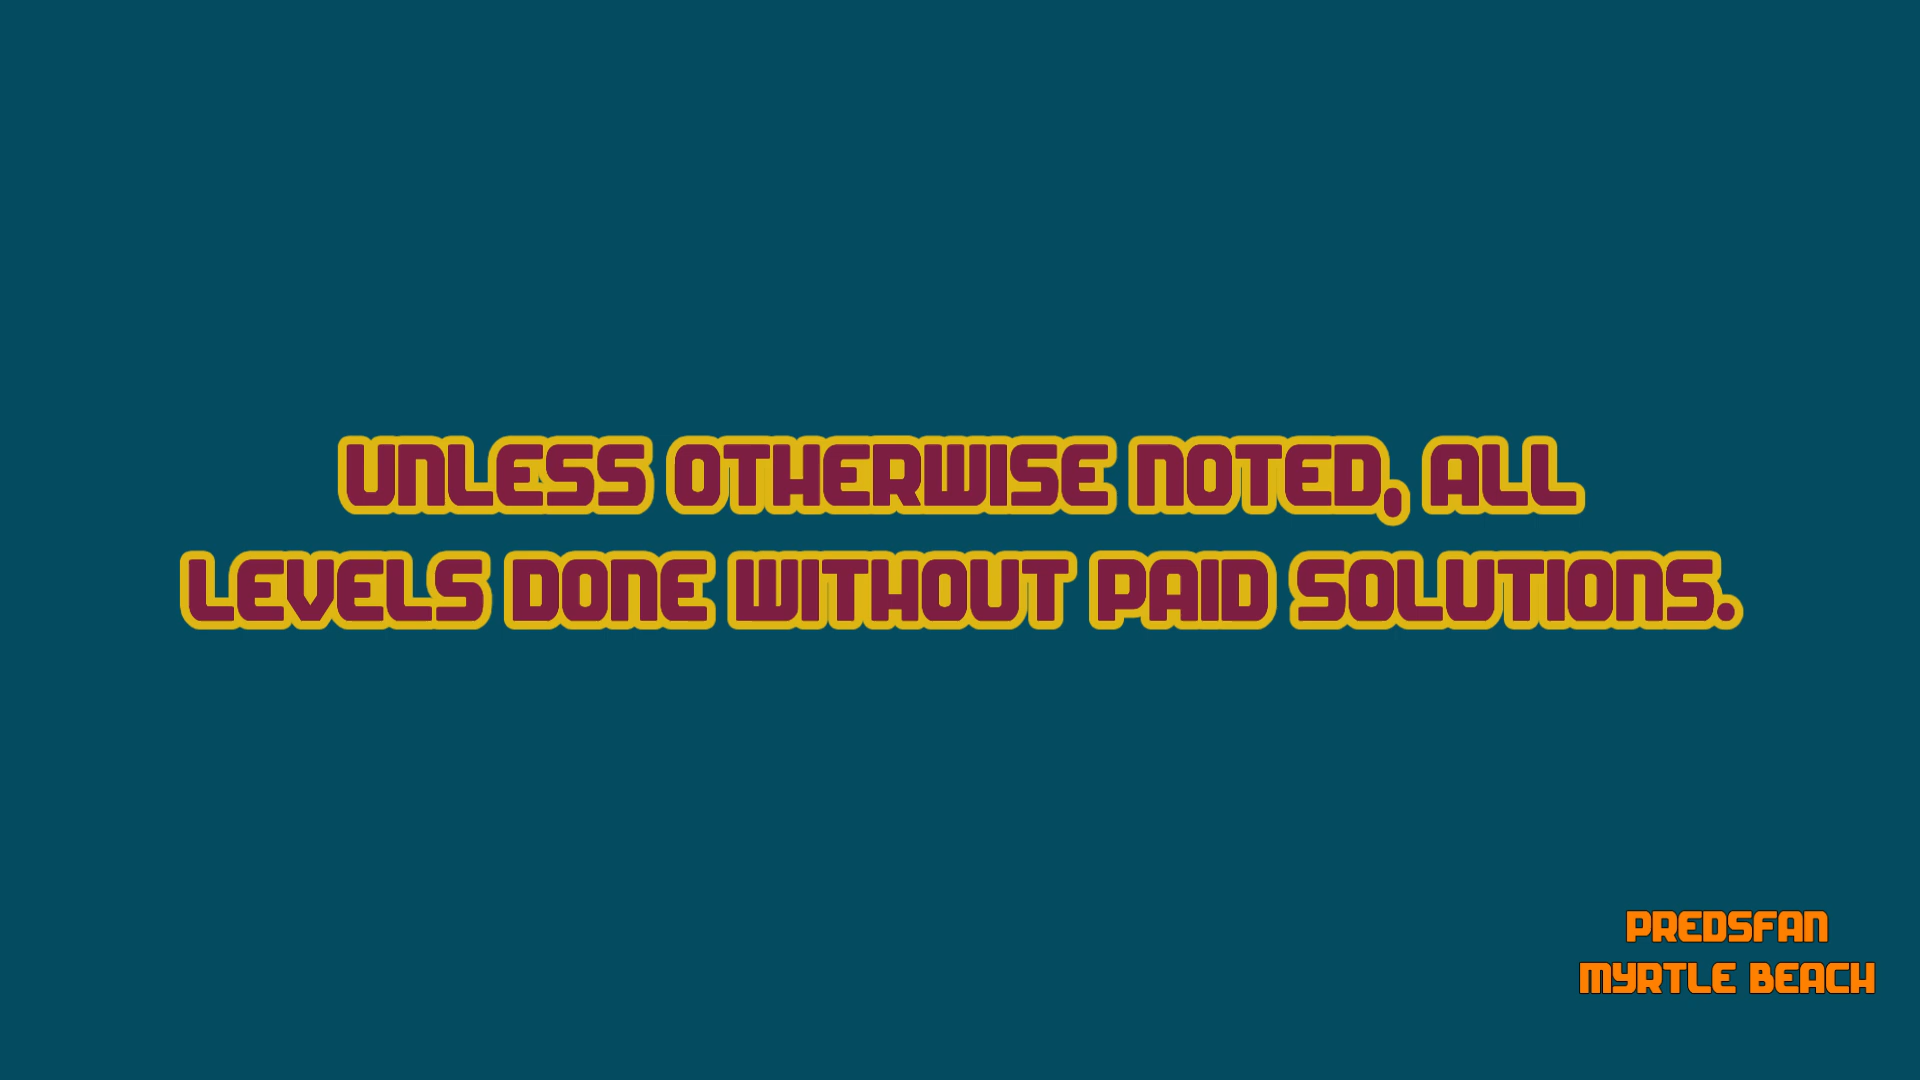 UNLESS OTHERWISE NOTED, ALL
LEVELS DONE WITHOUT PAID SOLUTIONS.
PREDSFAN
MYRTLE BEACH